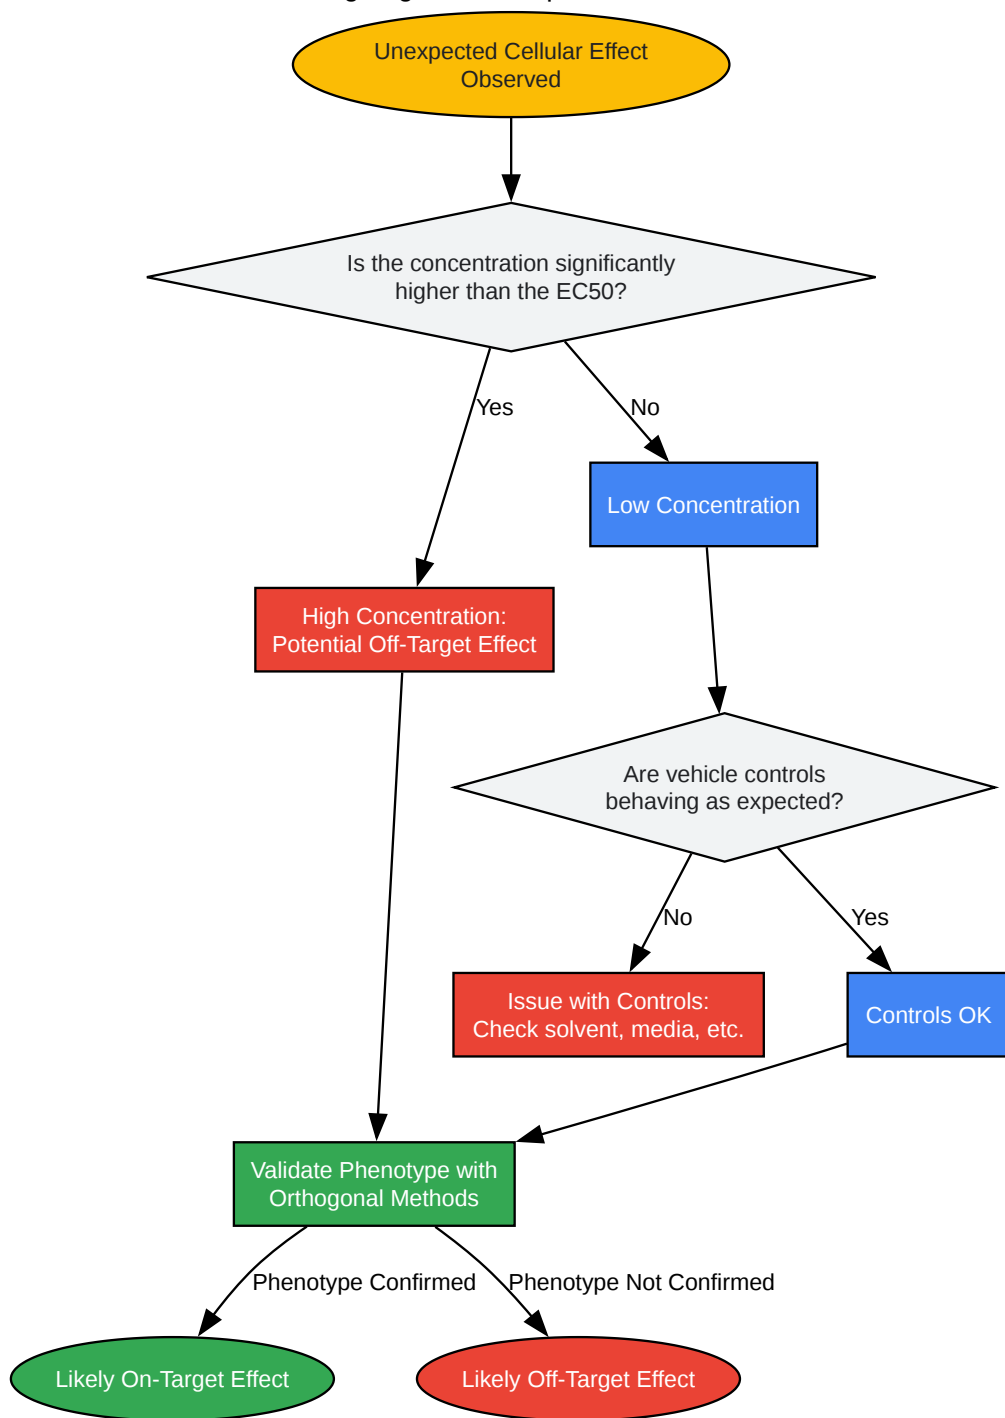 Unexpected Cellular Effect
Observed
Is the concentration significantly
higher than the EC50?
Yes
No
Low Concentration
High Concentration:
Potential Off-Target Effect
Are vehicle controls
behaving as expected?
No
Yes
Issue with Controls:
Check solvent, media, etc.
Controls OK
Validate Phenotype with
Orthogonal Methods
Phenotype Confirmed
Phenotype Not Confirmed
Likely On-Target Effect
Likely Off-Target Effect